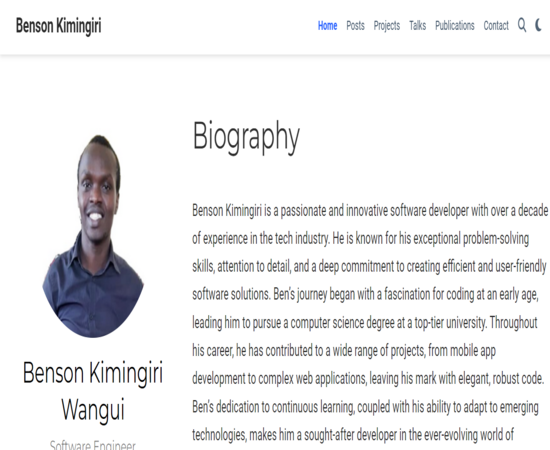 Benson Kimingiri
Home Posts Projects Talks Publications Contact
Biography
Benson Kimingiri is a passionate and innovative software developer with over a decade
of experience in the tech industry. He is known for his exceptional problem-solving
skills, attention to detail, and a deep commitment to creating efficient and user-friendly
software solutions. Ben's journey began with a fascination for coding at an early age,
leading him to pursue a computer science degree at a top-tier university. Throughout
his career, he has contributed to a wide range of projects, from mobile app
development to complex web applications, leaving his mark with elegant, robust code.
Ben's dedication to continuous learning, coupled with his ability to adapt to emerging
technologies, makes him a sought-after developer in the ever-evolving world of
Benson Kimingiri
Wangui
Software Engineer